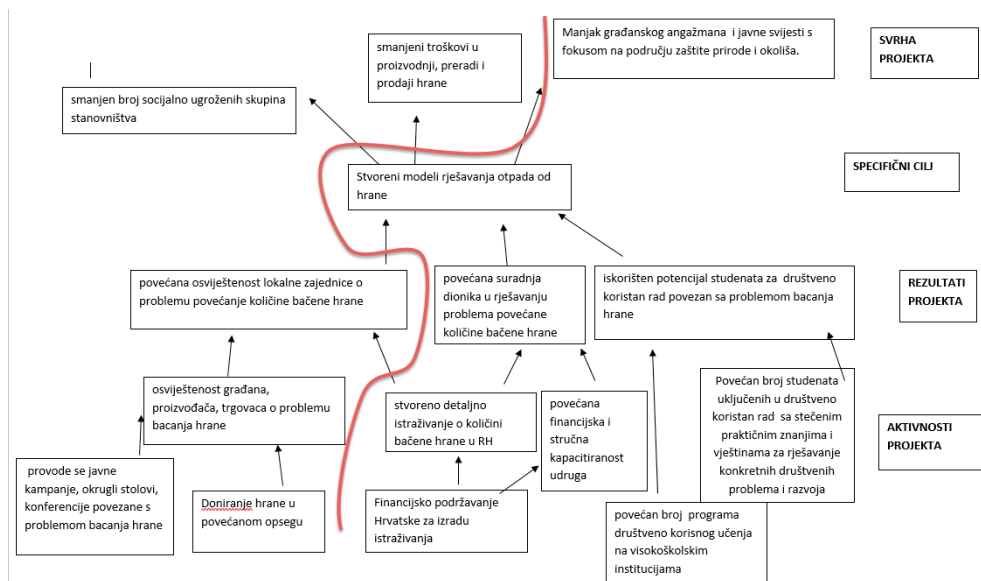 smanjeni troškovi u
proizvodnji, preradi i
prodaji hrane
Manjak građanskog angažmana i javne svijesti s
fokusom na području zaštite prirode i okoliša.
SVRHA
PROJEKTA
smanjen broj socijalno ugroženih skupina
stanovništva
Stvoreni modeli rješavanja otpada od
hrane
SPECIFIČNI CILJ
povećana osviještenost lokalne zajednice o
problemu povećanje količine bačene hrane
povećana suradnja
dionika u rješavanju
problema povećane
količine bačene hrane
iskorišten potencijal studenata za društveno
koristan rad povezan sa problemom bacanja
hrane
REZULTATI
PROJEKTA
osviještenost građana,
proizvođača, trgovaca o problemu
bacanja hrane
stvoreno detaljno
istraživanje o količini
bačene hrane u RH
povećana
financijska i
stručna
kapacitiranost
udruga
Povećan broj studenata
uključenih u društveno
koristan rad sa stečenim
praktičnim znanjima i
vještinama za rješavanje
konkretnih društvenih
problema i razvoja
AKTIVNOSTI
PROJEKTA
provode se javne
kampanje, okrugli stolovi,
konferencije povezane s
problemom bacanja hrane
Doniranje hrane u
povećanom opsegu
Financijsko podržavanje
Hrvatske za izradu
istraživanja
povećan broj programa
društveno korisnog učenja
na visokoškolskim
institucijama